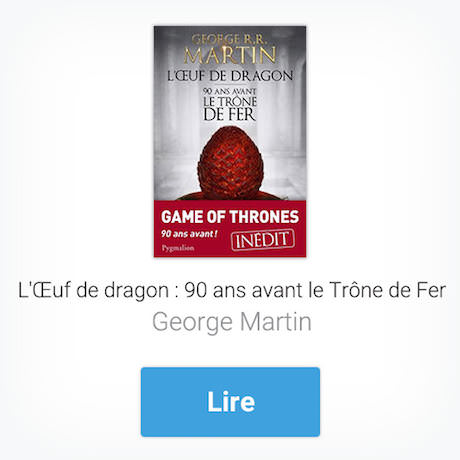 GEORGE R.R.
MARTIN
L'ŒUF DE DRAGON
90 ANS AVANT
LE TRÔNE
DE FER
GAME OF THRONES
90 ans avant !
INÉDIT
Pygmalion
L'Œuf de dragon : 90 ans avant le Trône de Fer
George Martin
Lire